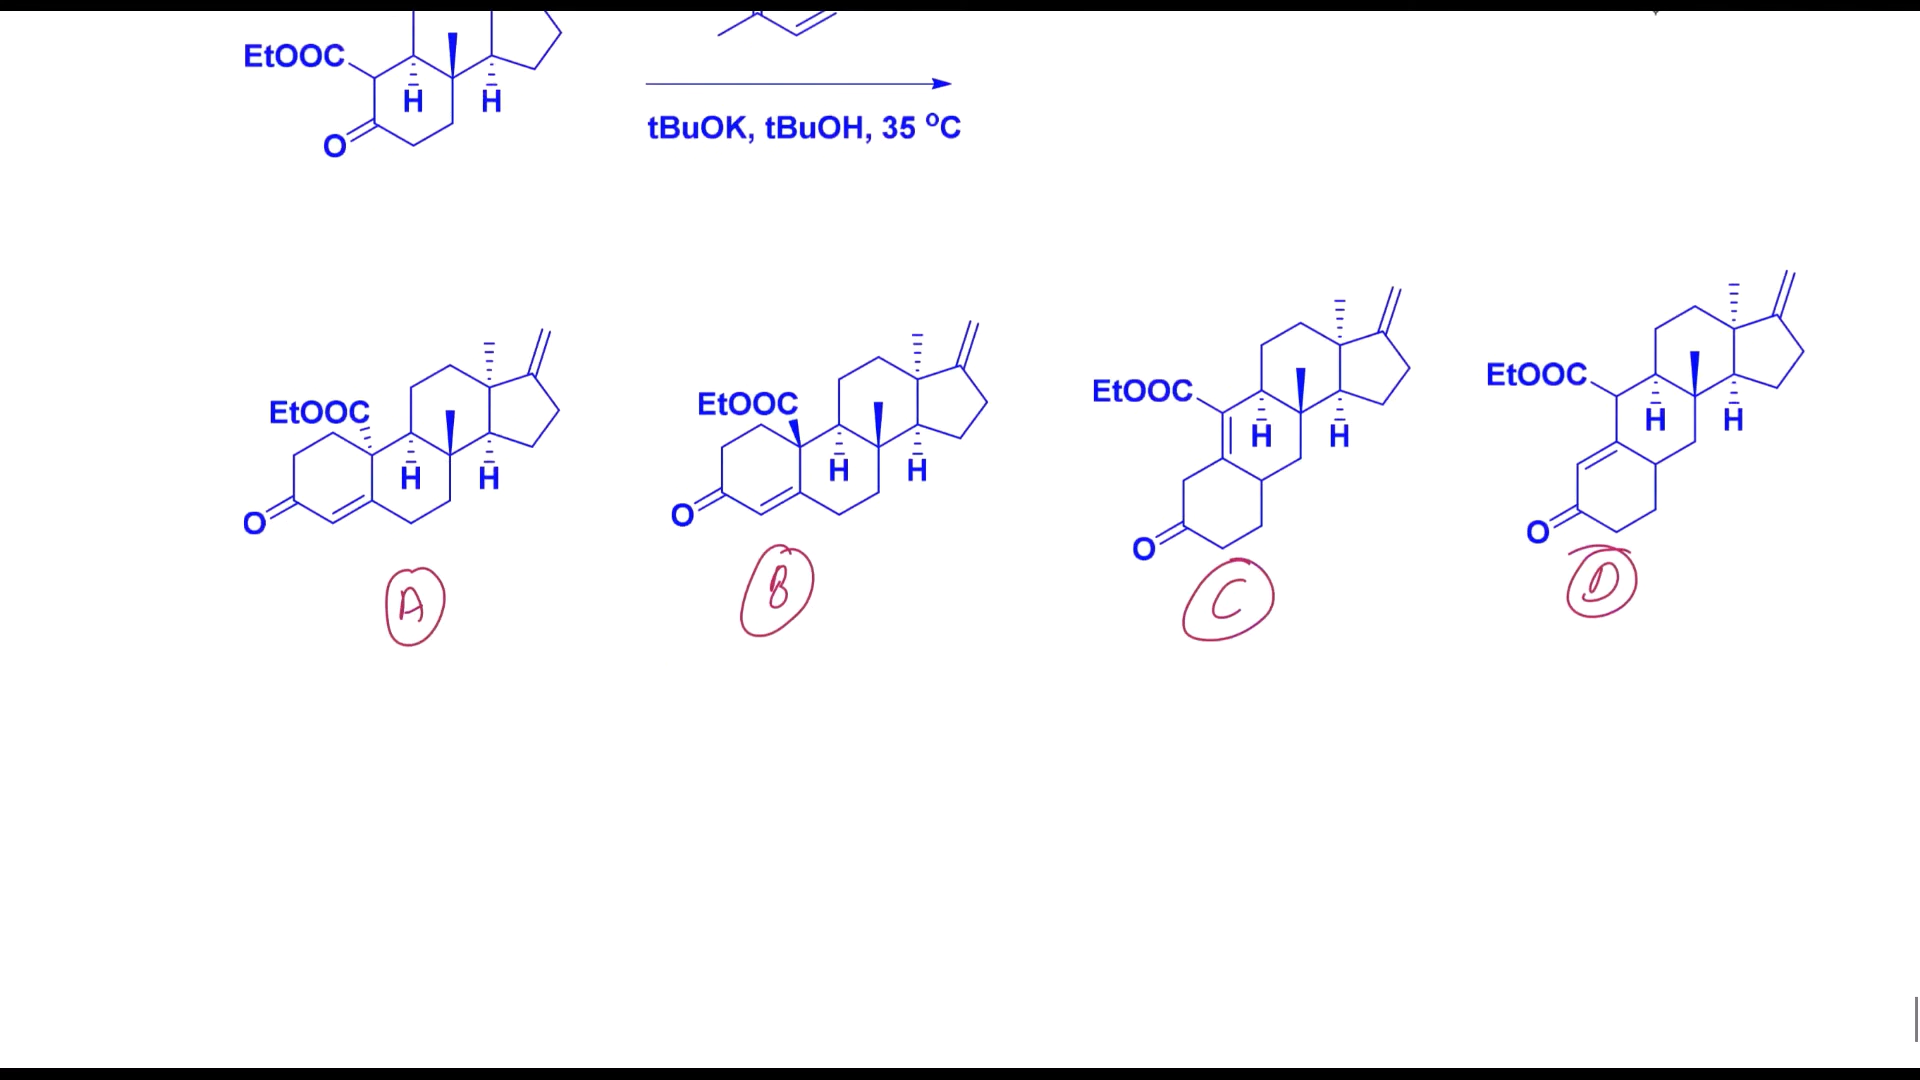 EtOOC
H H
O
tBuOK, tBuOH, 35 °C
EtOOC
H H
O
A
EtOOC
H H
O
B
EtOOC
H H
O
C
EtOOC
H H
O
D